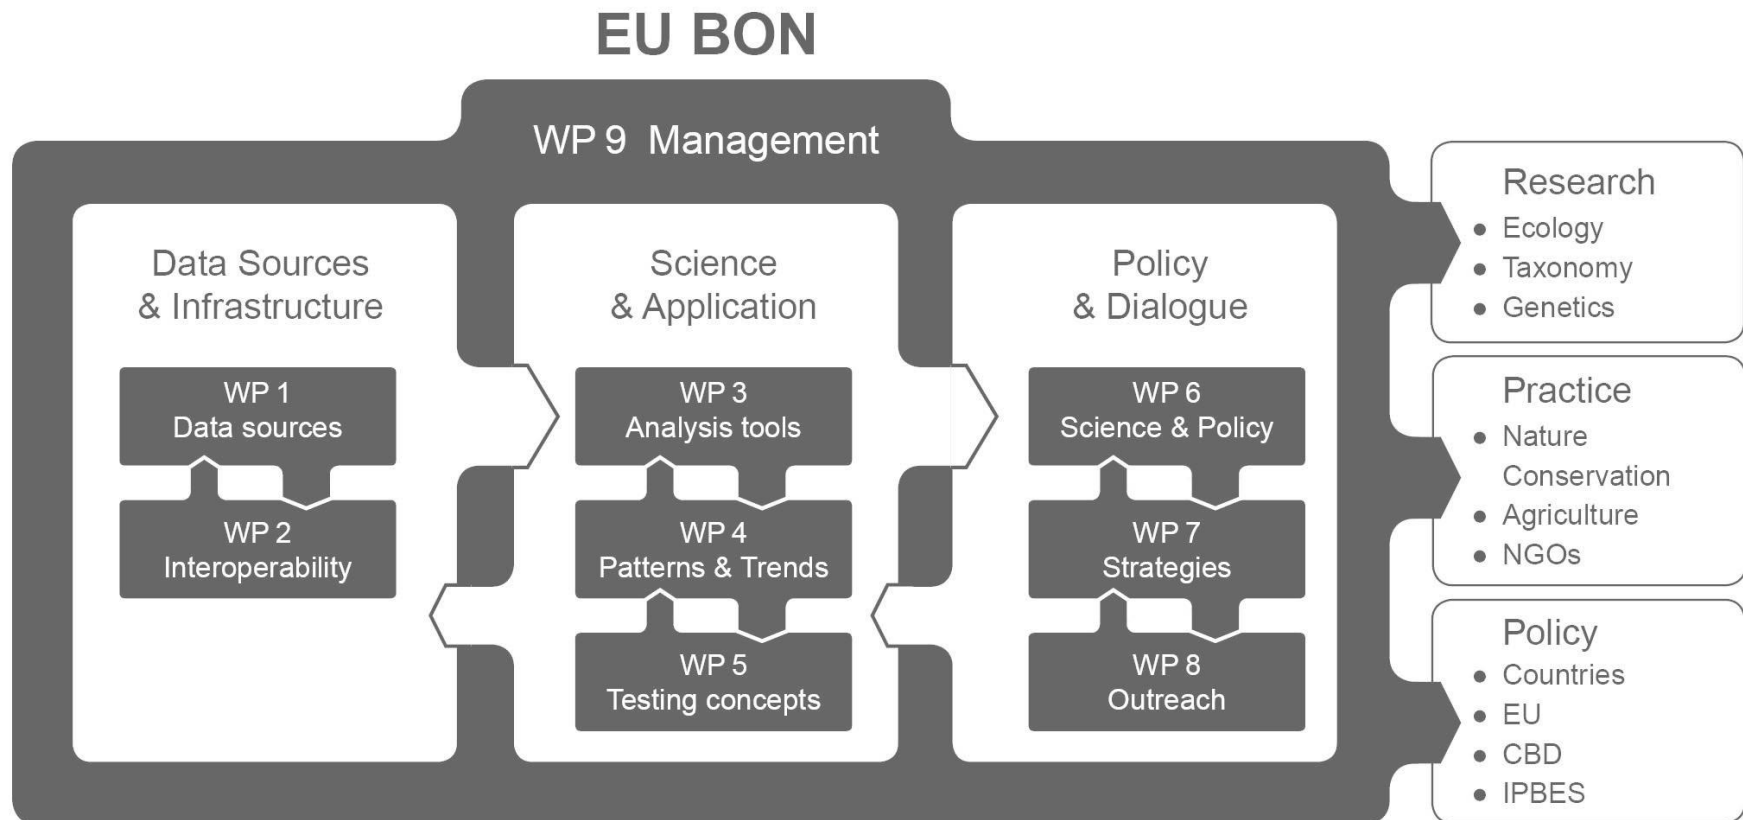 EU BON
WP 9 Management
Data Sources
& Infrastructure
WP 1
Data sources
WP 2
Interoperability
Science
& Application
WP 3
Analysis tools
WP 4
Patterns & Trends
WP 5
Testing concepts
Policy
& Dialogue
WP 6
Science & Policy
WP 7
Strategies
WP 8
Outreach
Research
● Ecology
● Taxonomy
● Genetics
Practice
● Nature
Conservation
● Agriculture
● NGOs
Policy
● Countries
● EU
● CBD
● IPBES